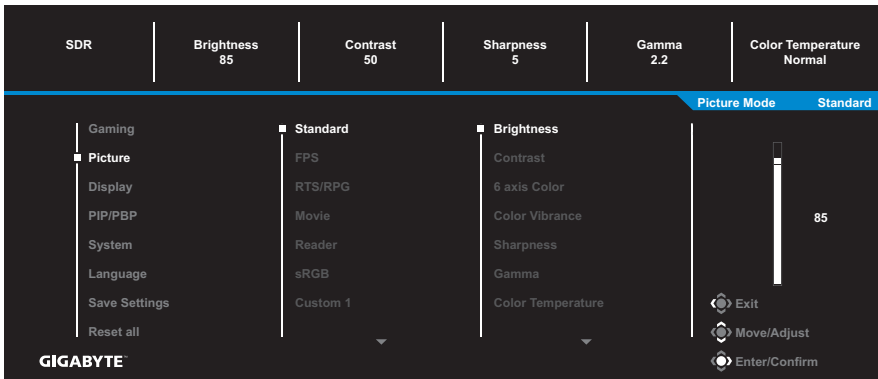 SDR
Brightness
85
Contrast
50
Sharpness
5
Gamma
2.2
Color Temperature
Normal
Picture Mode Standard
Gaming
Picture
Display
PIP/PBP
System
Language
Save Settings
Reset all
Standard
FPS
RTS/RPG
Movie
Reader
sRGB
Custom 1
Brightness
Contrast
6 axis Color
Color Vibrance
Sharpness
Gamma
Color Temperature
85
Exit
Move/Adjust
Enter/Confirm
GIGABYTE™